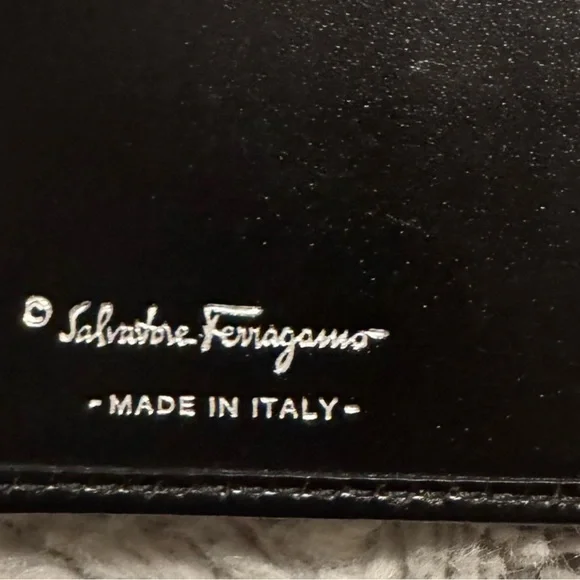 © Salvatore Ferragamo
-MADE IN ITALY-